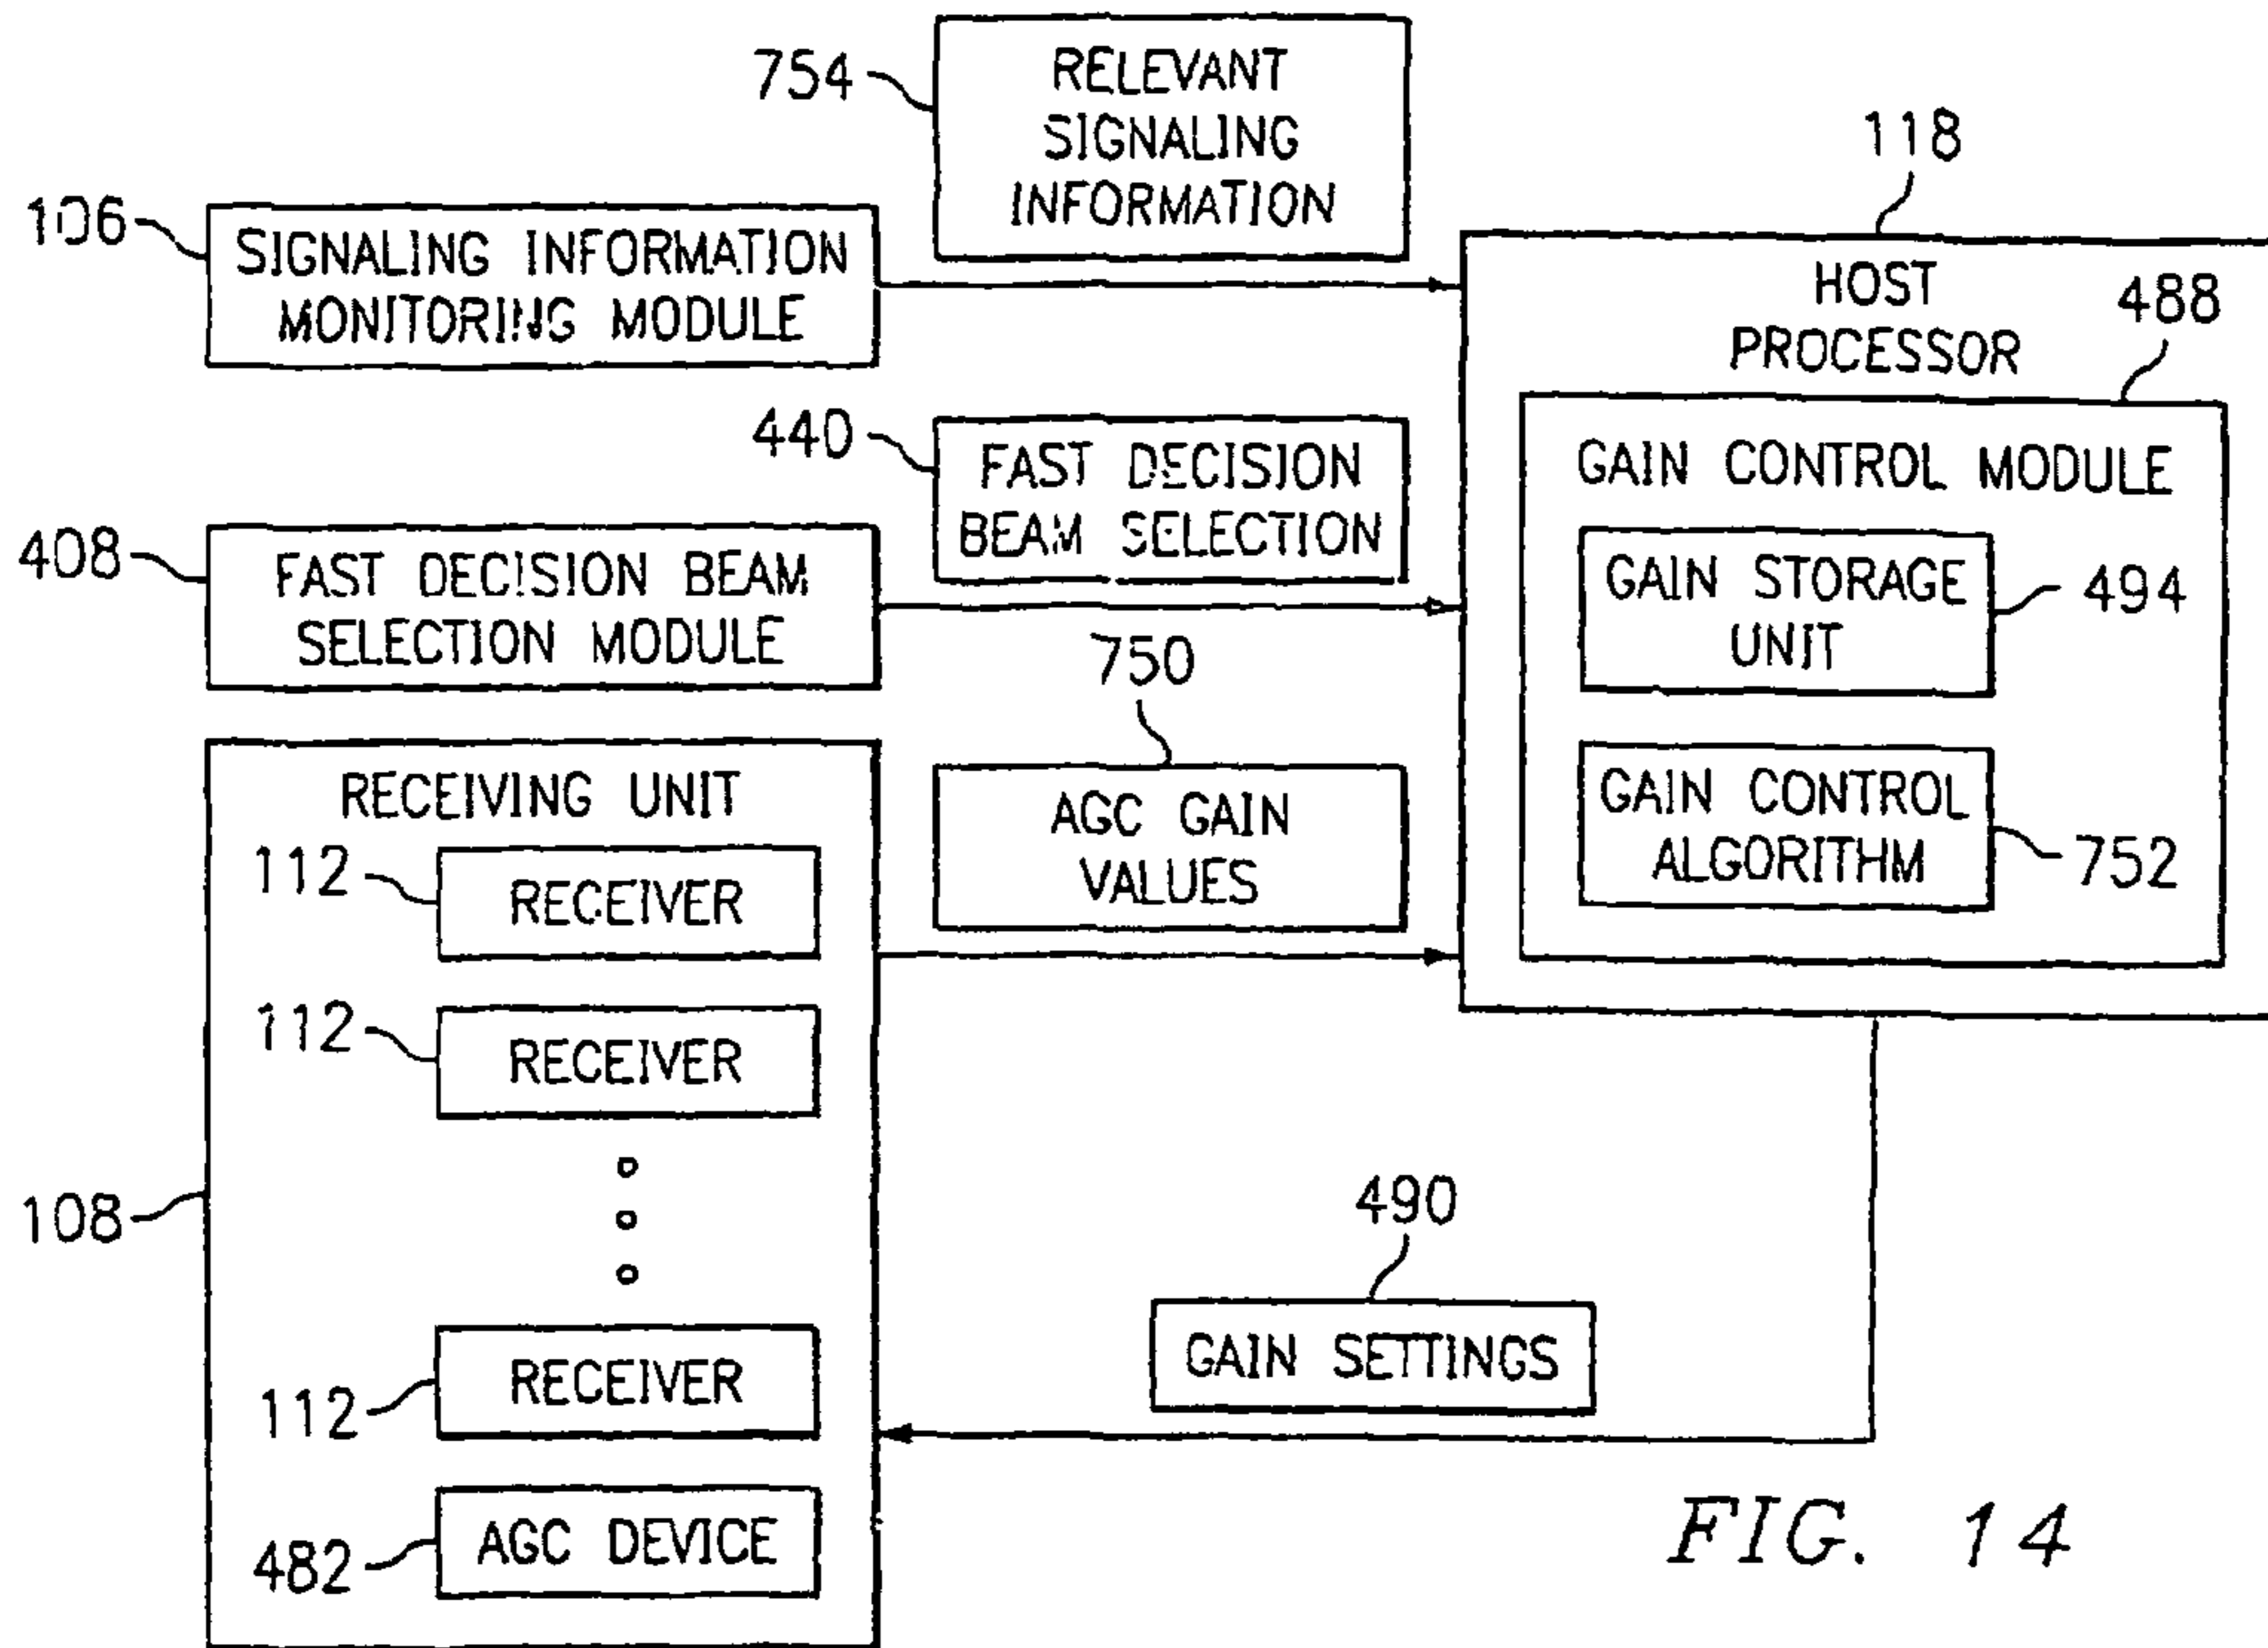 754
RELEVANT
SIGNALING
INFORMATION
118
106
SIGNALING INFORMATION
MONITORING MODULE
HOST
PROCESSOR
488
440
FAST DECISION
BEAM SELECTION
GAIN CONTROL MODULE
408
FAST DECISION BEAM
SELECTION MODULE
GAIN STORAGE
UNIT
494
750
RECEIVING UNIT
AGC GAIN
VALUES
GAIN CONTROL
ALGORITHM
752
112
RECEIVER
112
RECEIVER
108
490
GAIN SETTINGS
112
RECEIVER
482
AGC DEVICE
FIG. 14